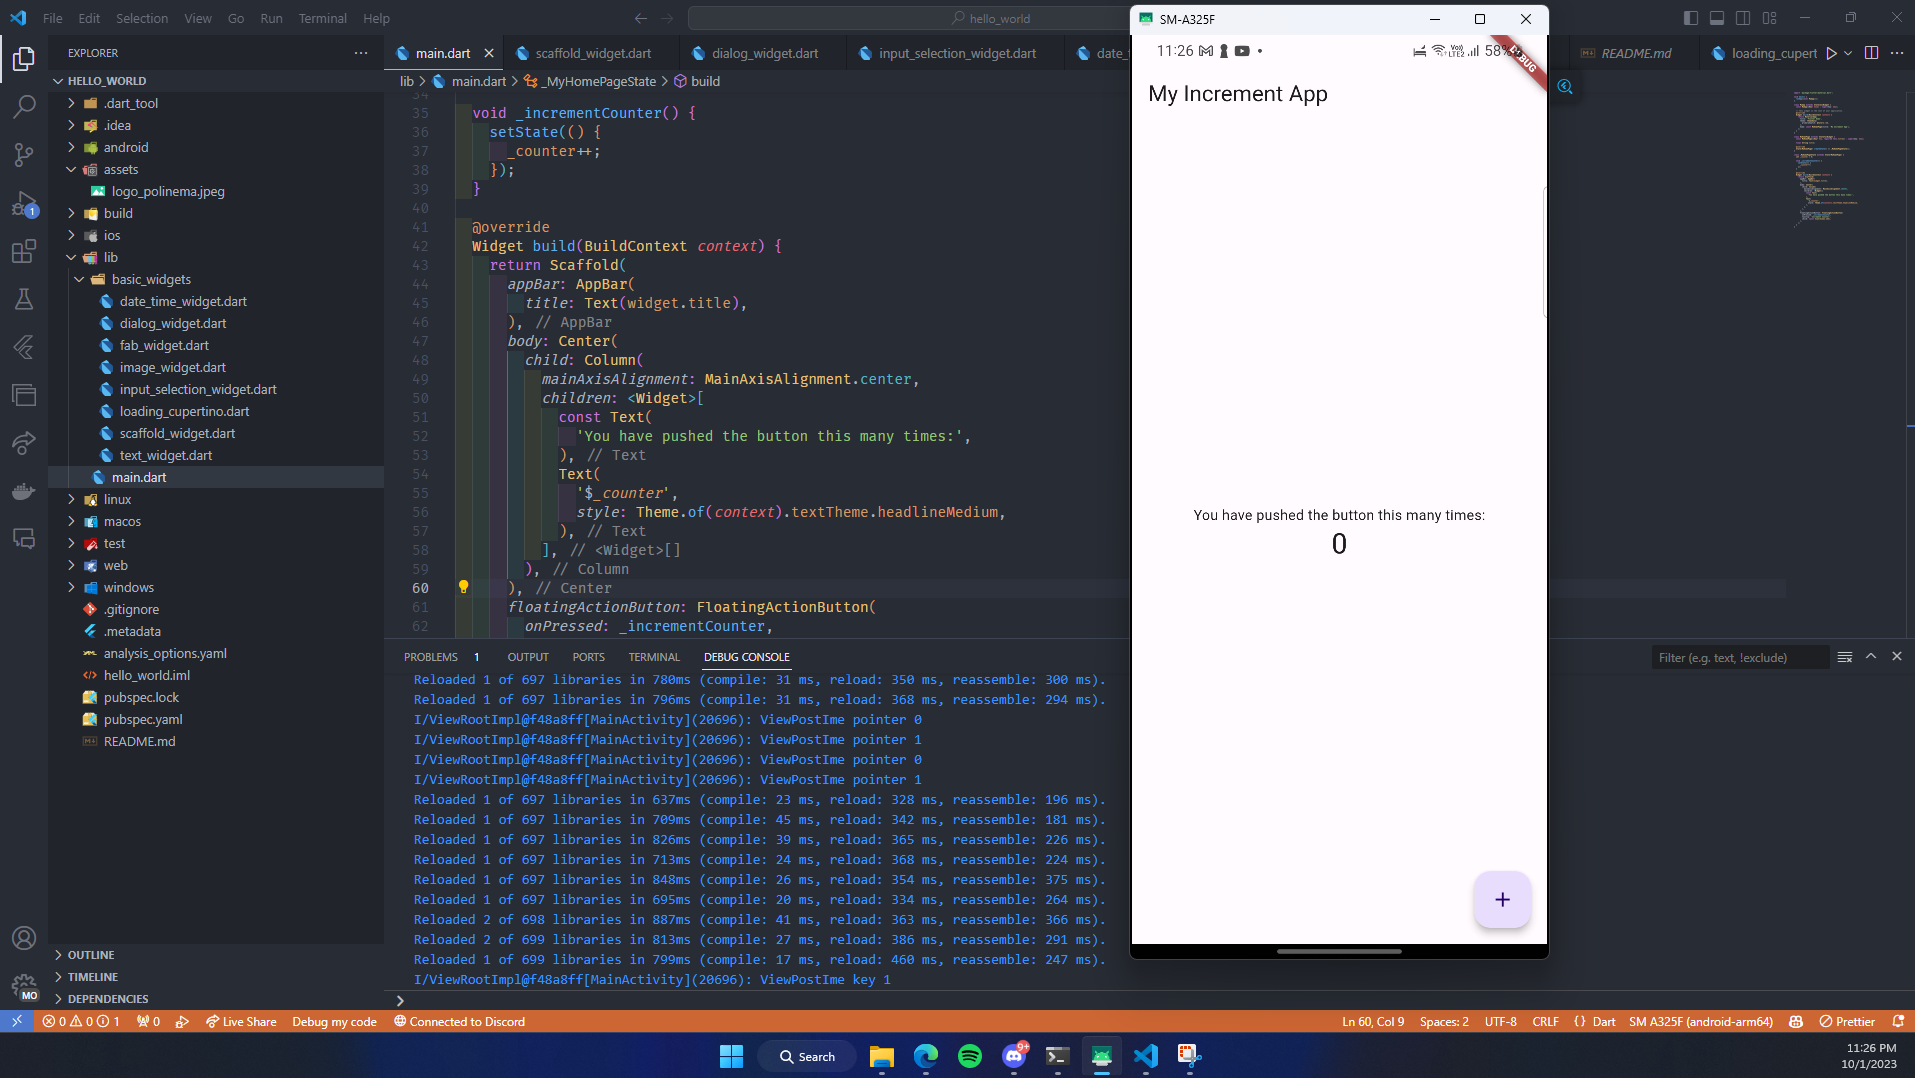 File Edit Selection View Go Run Terminal Help
hello_world
EXPLORER
HELLO_WORLD
.dart_tool
.idea
android
assets
logo_polinema.jpeg
build
ios
lib
basic_widgets
date_time_widget.dart
dialog_widget.dart
fab_widget.dart
image_widget.dart
input_selection_widget.dart
loading_cupertino.dart
scaffold_widget.dart
text_widget.dart
main.dart
linux
macos
test
web
windows
.gitignore
.metadata
analysis_options.yaml
hello_world.iml
pubspec.lock
pubspec.yaml
README.md
OUTLINE
TIMELINE
DEPENDENCIES
1
MO
main.dart scaffold_widget.dart dialog_widget.dart input_selection_widget.dart date_ README.md loading_cupert
lib > main.dart > _MyHomePageState > build
34
35 void _incrementCounter() {
36 setState(() {
37 _counter++;
38 });
39 }
40
41 @override
42 Widget build(BuildContext context) {
43 return Scaffold(
44 appBar: AppBar(
45 title: Text(widget.title),
46 ), // AppBar
47 body: Center(
48 child: Column(
49 mainAxisAlignment: MainAxisAlignment.center,
50 children: <Widget>[
51 const Text(
52 'You have pushed the button this many times:',
53 ), // Text
54 Text(
55 '$_counter',
56 style: Theme.of(context).textTheme.headlineMedium,
57 ), // Text
58 ], // <Widget>[]
59 ), // Column
60 ), // Center
61 floatingActionButton: FloatingActionButton(
62 onPressed: _incrementCounter,
PROBLEMS 1 OUTPUT PORTS TERMINAL DEBUG CONSOLE
Filter (e.g. text, !exclude)
Reloaded 1 of 697 libraries in 780ms (compile: 31 ms, reload: 350 ms, reassemble: 300 ms).
Reloaded 1 of 697 libraries in 796ms (compile: 31 ms, reload: 368 ms, reassemble: 294 ms).
I/ViewRootImpl@f48a8ff[MainActivity](20696): ViewPostIme pointer 0
I/ViewRootImpl@f48a8ff[MainActivity](20696): ViewPostIme pointer 1
I/ViewRootImpl@f48a8ff[MainActivity](20696): ViewPostIme pointer 0
I/ViewRootImpl@f48a8ff[MainActivity](20696): ViewPostIme pointer 1
Reloaded 1 of 697 libraries in 637ms (compile: 23 ms, reload: 328 ms, reassemble: 196 ms).
Reloaded 1 of 697 libraries in 709ms (compile: 45 ms, reload: 342 ms, reassemble: 181 ms).
Reloaded 1 of 697 libraries in 826ms (compile: 39 ms, reload: 365 ms, reassemble: 226 ms).
Reloaded 1 of 697 libraries in 713ms (compile: 24 ms, reload: 368 ms, reassemble: 224 ms).
Reloaded 1 of 697 libraries in 848ms (compile: 26 ms, reload: 354 ms, reassemble: 375 ms).
Reloaded 1 of 697 libraries in 695ms (compile: 20 ms, reload: 334 ms, reassemble: 264 ms).
Reloaded 2 of 698 libraries in 887ms (compile: 41 ms, reload: 363 ms, reassemble: 366 ms).
Reloaded 2 of 699 libraries in 813ms (compile: 27 ms, reload: 386 ms, reassemble: 291 ms).
Reloaded 1 of 699 libraries in 799ms (compile: 17 ms, reload: 460 ms, reassemble: 247 ms).
I/ViewRootImpl@f48a8ff[MainActivity](20696): ViewPostIme key 1
SM-A325F
11:26 58%
DEBUG
My Increment App
You have pushed the button this many times:
0
+
0 0 1 0 Live Share Debug my code Connected to Discord
Ln 60, Col 9 Spaces: 2 UTF-8 CRLF {} Dart SM A325F (android-arm64) Prettier
Search
9+
11:26 PM
10/1/2023